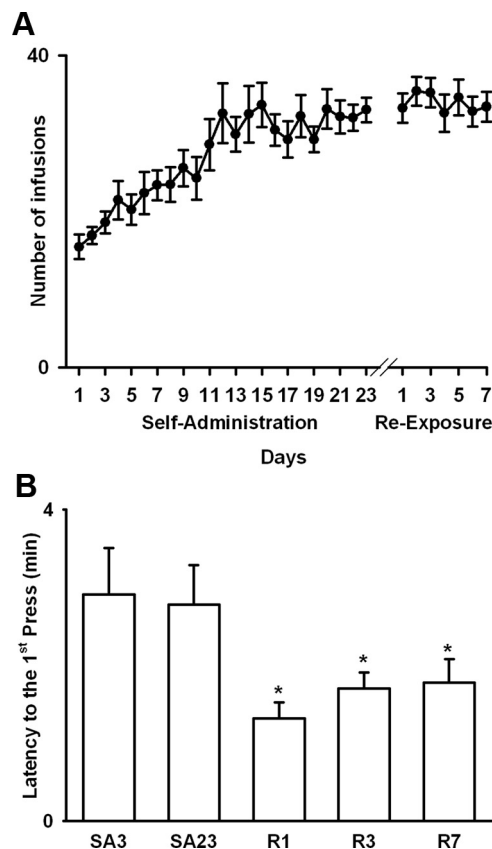 A
40
Number of infusions
0
1 3 5 7 9 11 13 15 17 19 21 23 1 3 5 7
Self-Administration Re-Exposure
Days
B
4
Latency to the 1st Press (min)
* * *
0
SA3 SA23 R1 R3 R7